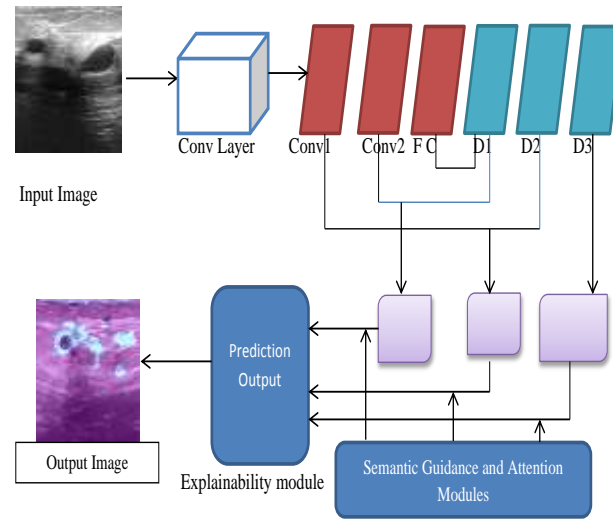 Conv Layer
Conv1
Conv2
F C
D1
D2
D3
Input Image
Prediction
Output
Output Image
Explainability module
Semantic Guidance and Attention
Modules